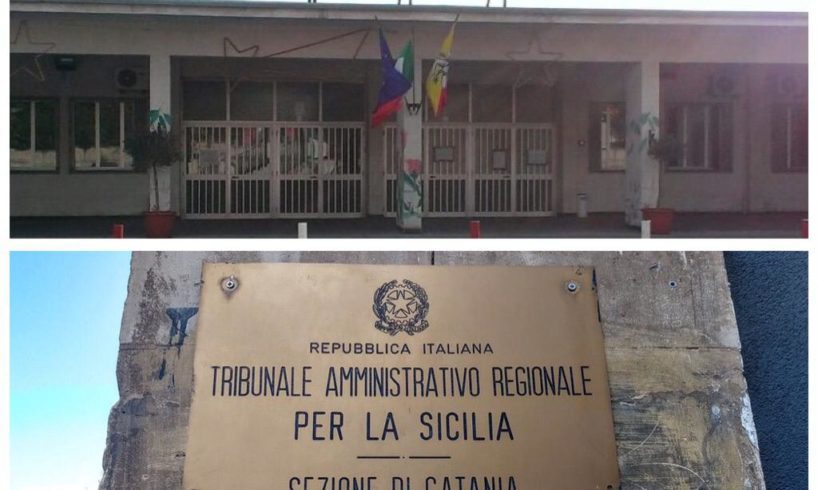 REPUBBLICA ITALIANA
TRIBUNALE AMMINISTRATIVO REGIONALE
PER LA SICILIA
SEZIONE DI CATANIA